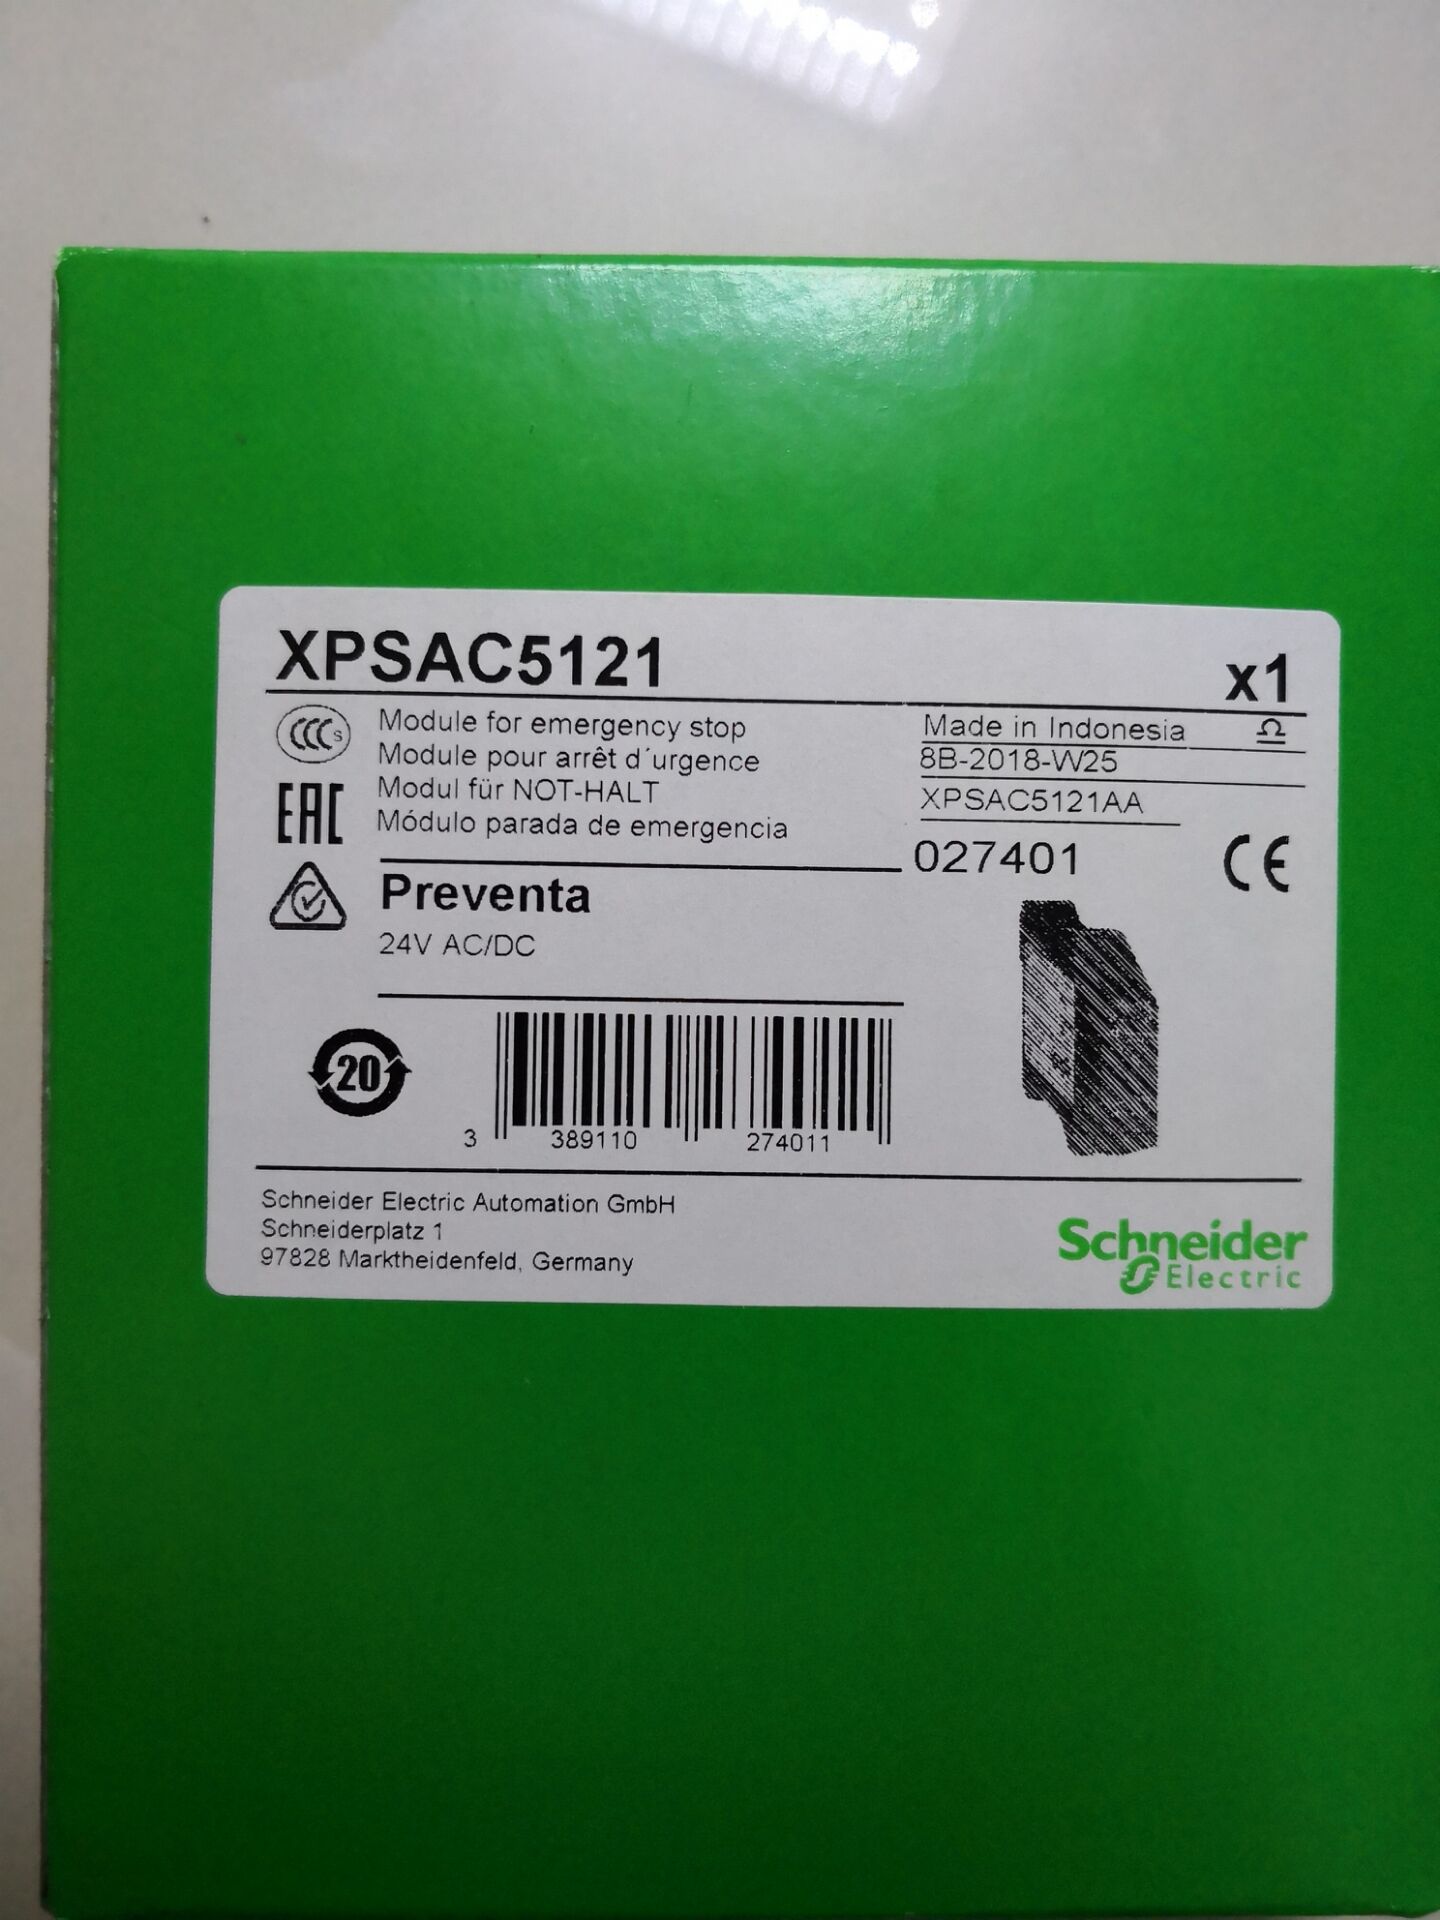 XPSAC5121
x1
CCC S
Module for emergency stop
Module pour arrêt d´urgence
Modul für NOT-HALT
Módulo parada de emergencia
Made in Indonesia
Ω
8B-2018-W25
XPSAC5121AA
027401
EAC
CE
Preventa
24V AC/DC
20
3 389110 274011
Schneider Electric Automation GmbH
Schneiderplatz 1
97828 Marktheidenfeld, Germany
Schneider
Electric